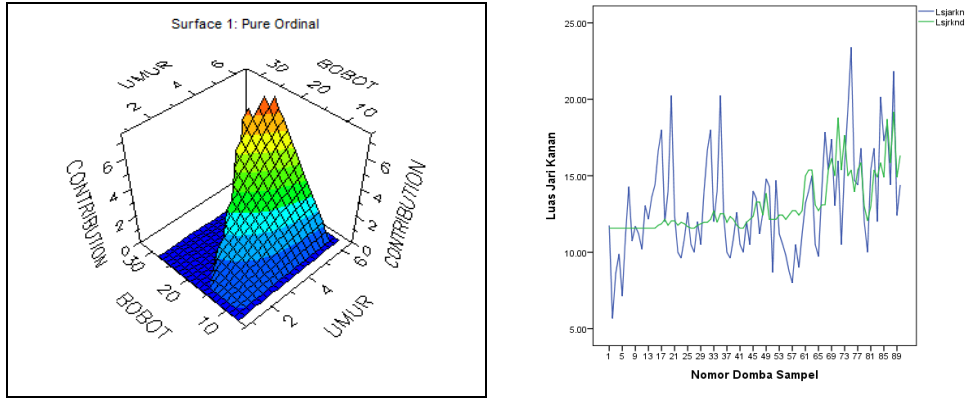 Surface 1: Pure Ordinal
UMUR
2
4
6
BOBOT
30
20
10
CONTRIBUTION
6
4
2
0
CONTRIBUTION
6
4
2
0
BOBOT
30
20
10
UMUR
2
4
6
Lsjarkn
Lsjrknd
Luas Jari Kanan
25.00
20.00
15.00
10.00
5.00
1 5 9 13 17 21 25 29 33 37 41 45 49 53 57 61 65 69 73 77 81 85 89
Nomor Domba Sampel